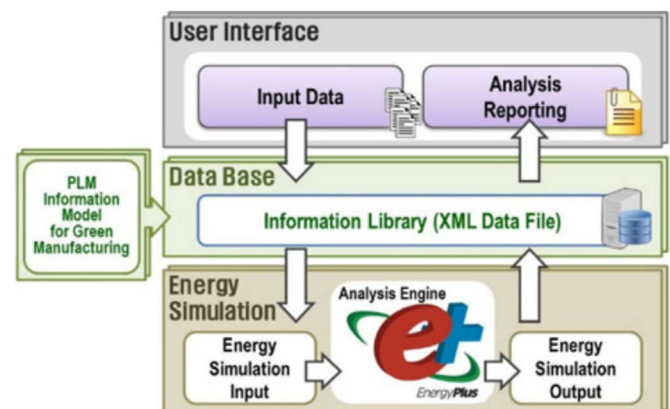 User Interface
Input Data
Analysis
Reporting
PLM
Information
Model
for Green
Manufacturing
Data Base
Information Library (XML Data File)
Energy
Simulation
Analysis Engine
e+
EnergyPlus
Energy
Simulation
Input
Energy
Simulation
Output